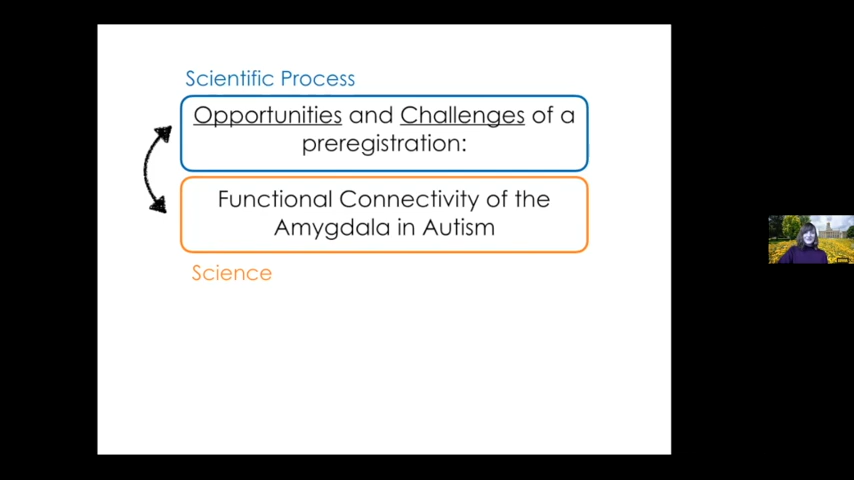 Scientific Process
Opportunities and Challenges of a
preregistration:
Functional Connectivity of the
Amygdala in Autism
Science